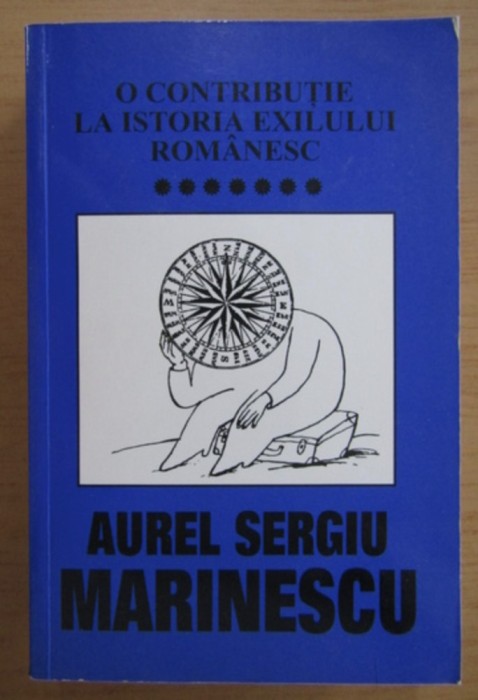 O CONTRIBUȚIE
LA ISTORIA EXILULUI
ROMÂNESC
AUREL SERGIU
MARINESCU